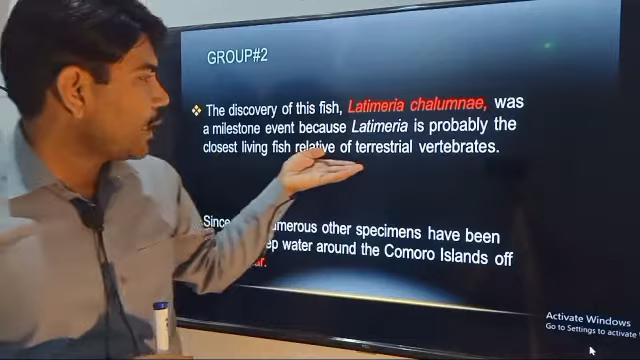 GROUP#2
The discovery of this fish, Latimeria chalumnae, was
a milestone event because Latimeria is probably the
closest living fish relative of terrestrial vertebrates.
Since numerous other specimens have been
water around the Comoro Islands off
Activate Windows
Go to Settings to activate